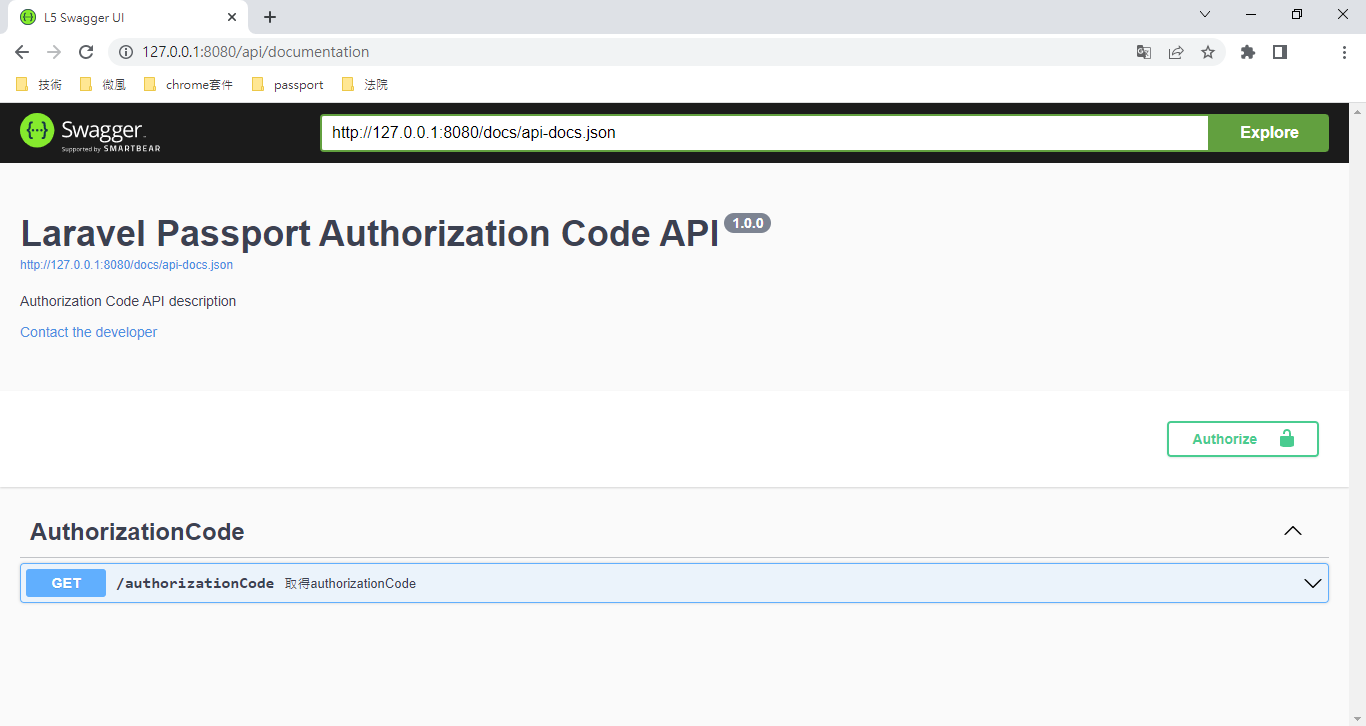 L5 Swagger UI
127.0.0.1:8080/api/documentation
技術 微風 chrome套件 passport 法院
Swagger
Supported by SMARTBEAR
http://127.0.0.1:8080/docs/api-docs.json
Explore
Laravel Passport Authorization Code API 1.0.0
http://127.0.0.1:8080/docs/api-docs.json
Authorization Code API description
Contact the developer
Authorize
AuthorizationCode
GET /authorizationCode 取得authorizationCode